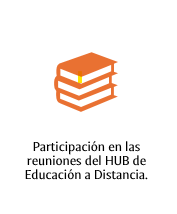 Participación en las
reuniones del HUB de
Educación a Distancia.